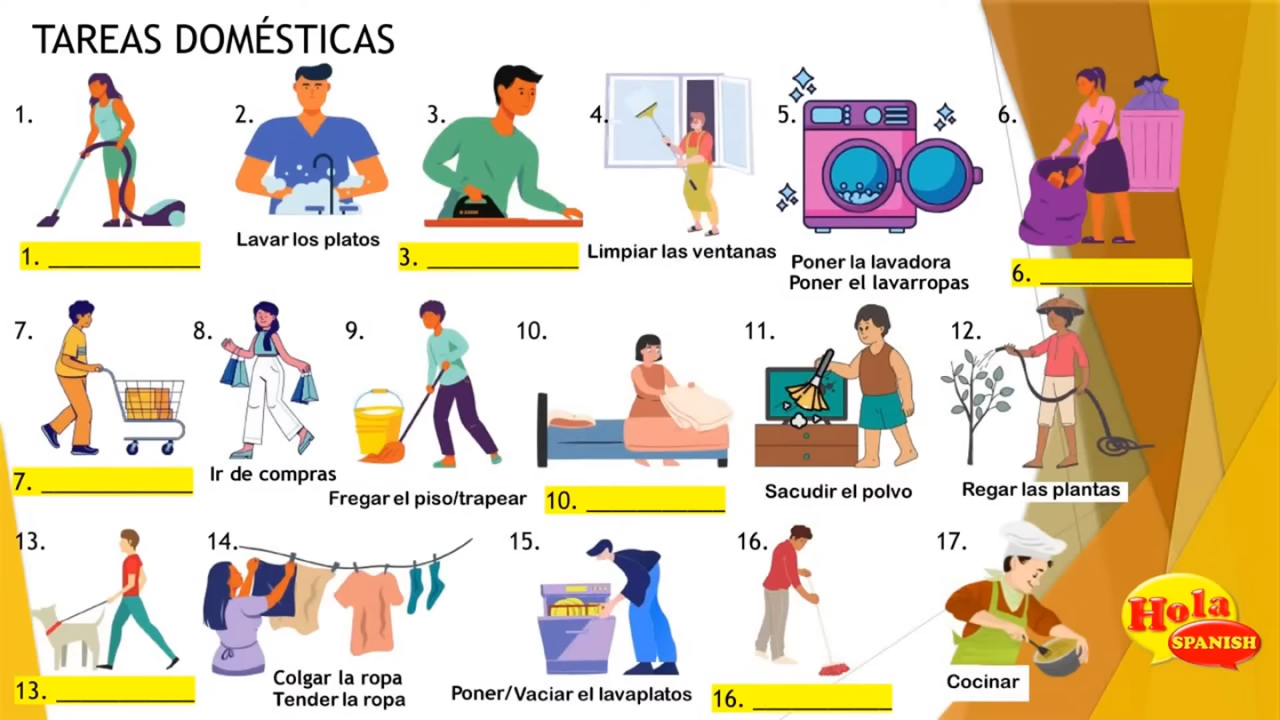 TAREAS DOMÉSTICAS
1.
2.
3.
4.
5.
6.
1. ____________
Lavar los platos
3. ____________
Limpiar las ventanas
Poner la lavadora
Poner el lavarropas
6. ____________
7.
8.
9.
10.
11.
12.
7. ____________
Ir de compras
Fregar el piso/trapear
10. ___________
Sacudir el polvo
Regar las plantas
13.
14.
15.
16.
17.
13. ___________
Colgar la ropa
Tender la ropa
Poner/Vaciar el lavaplatos
16. ___________
Cocinar
Hola
SPANISH